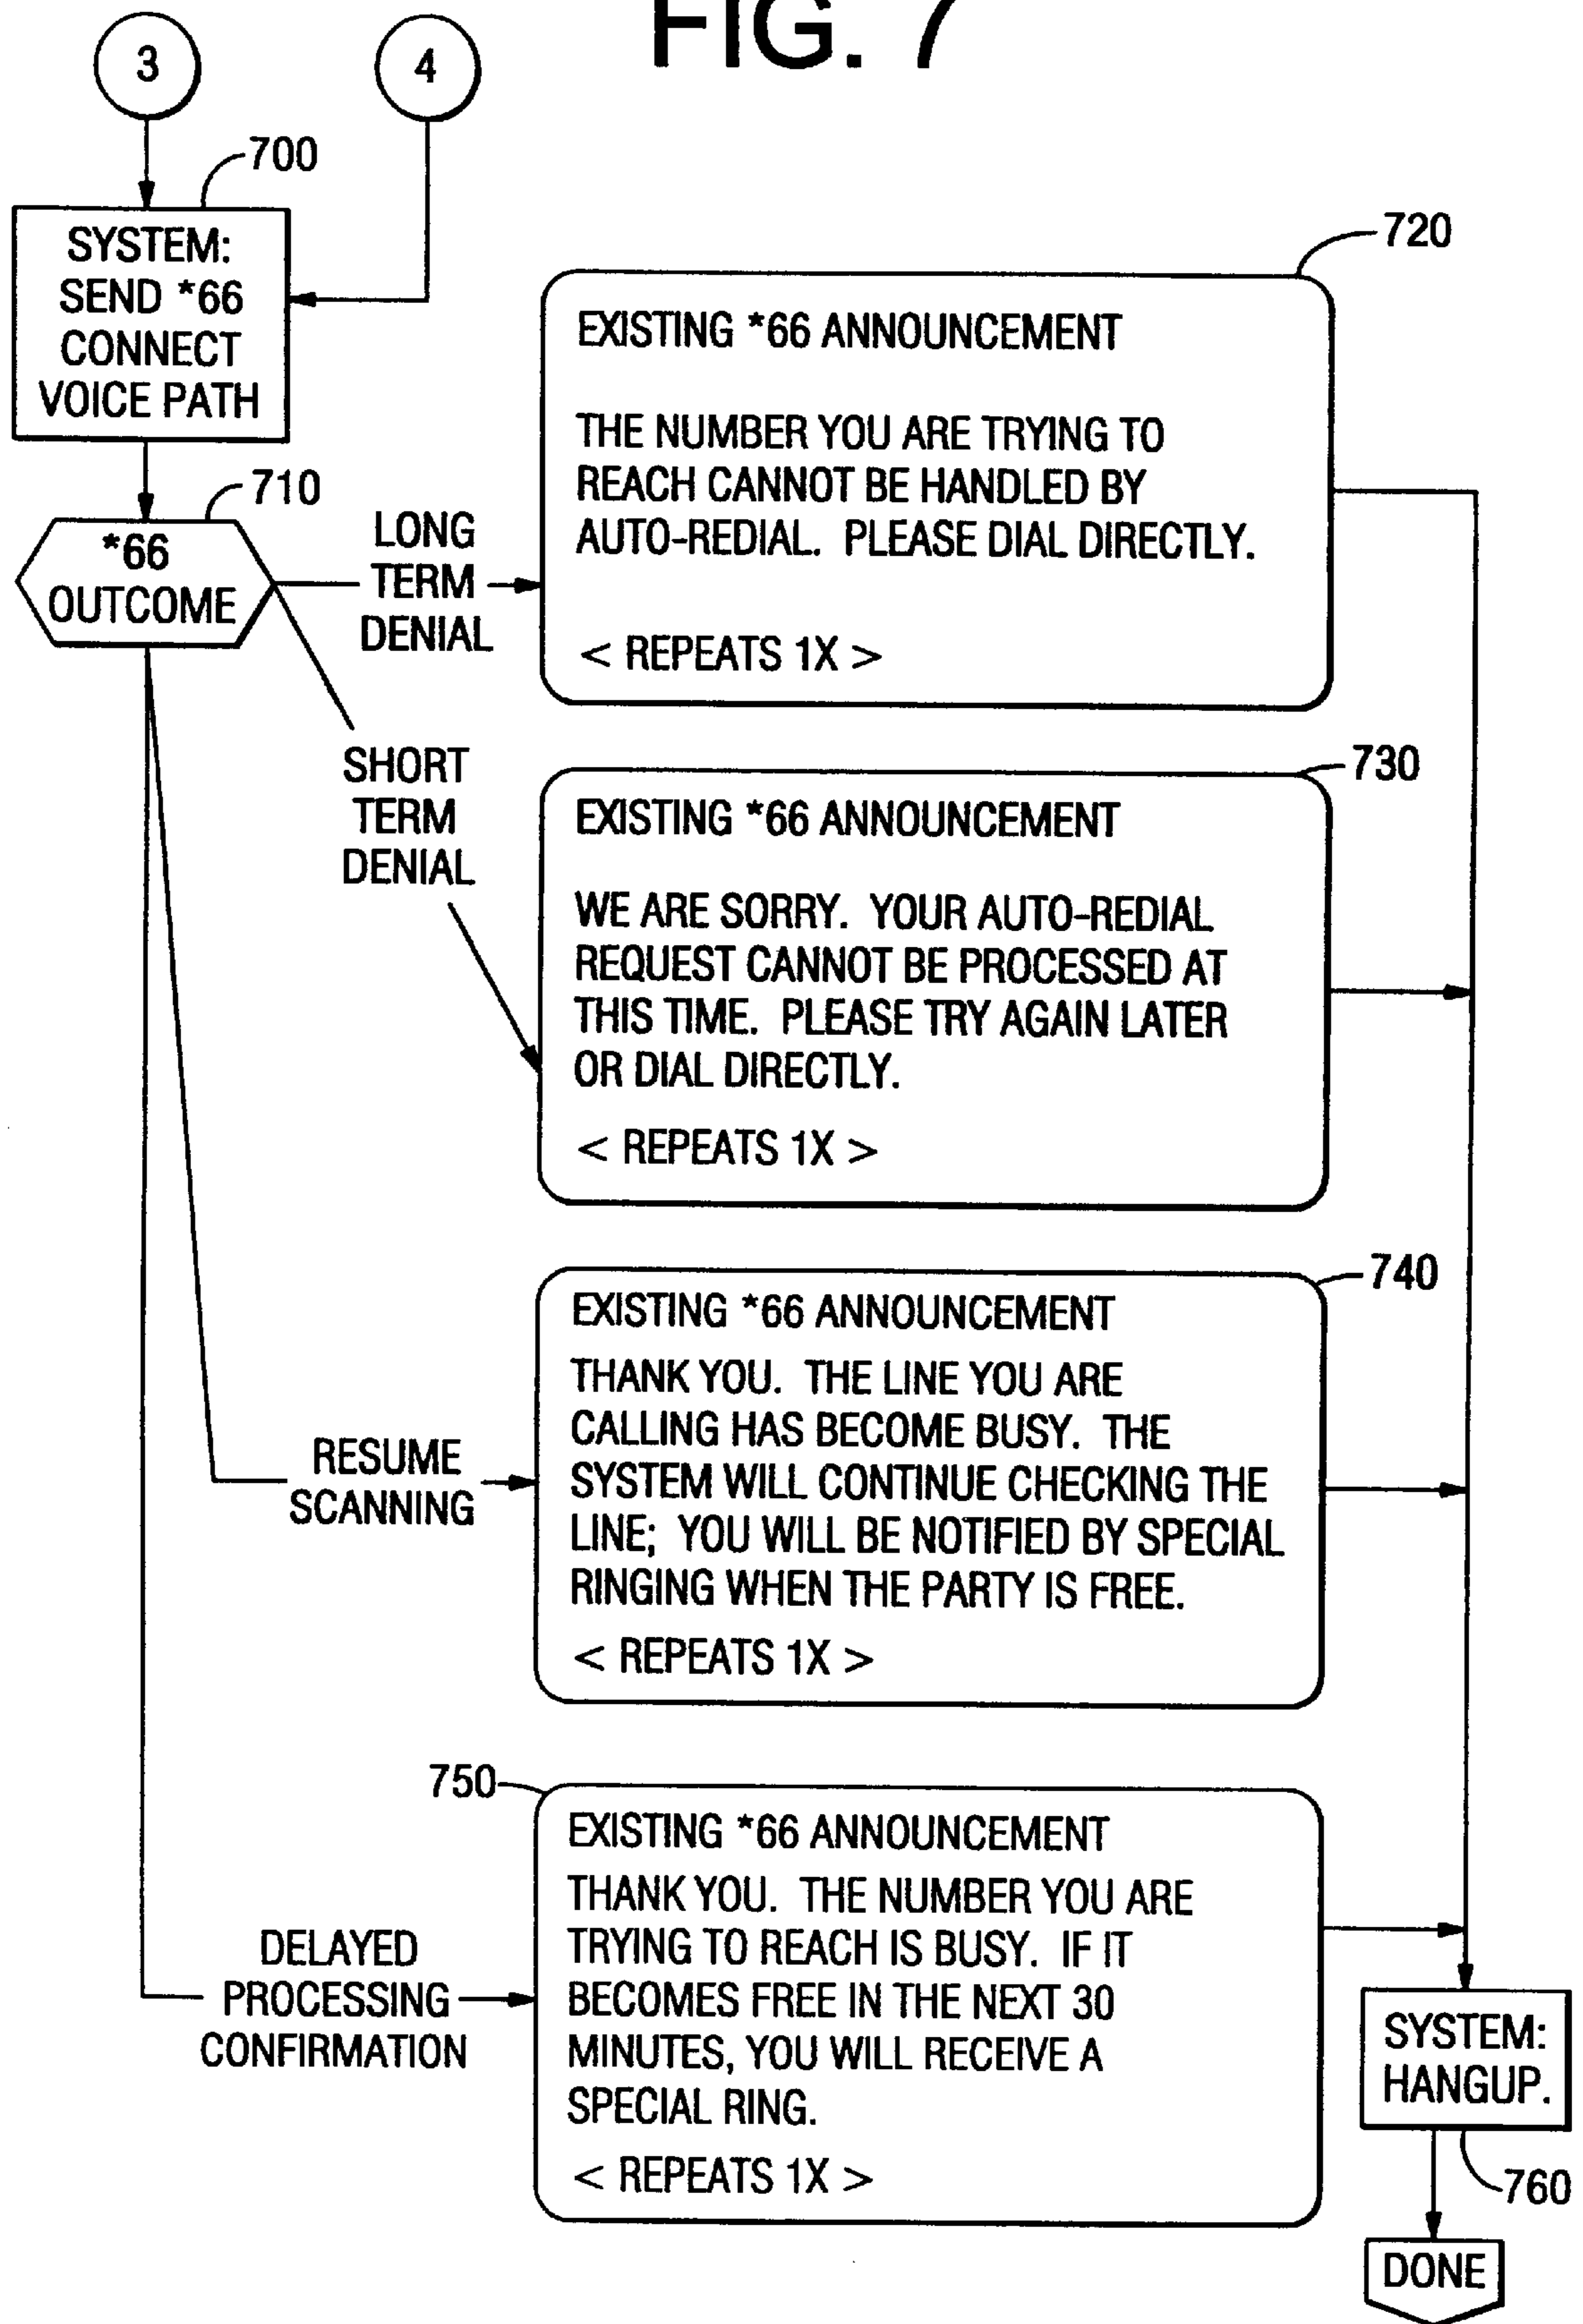 FIG. 7
3
4
700
SYSTEM:
SEND *66
CONNECT
VOICE PATH
710
*66
OUTCOME
LONG
TERM
DENIAL
720
EXISTING *66 ANNOUNCEMENT
THE NUMBER YOU ARE TRYING TO
REACH CANNOT BE HANDLED BY
AUTO-REDIAL. PLEASE DIAL DIRECTLY.
< REPEATS 1X >
SHORT
TERM
DENIAL
730
EXISTING *66 ANNOUNCEMENT
WE ARE SORRY. YOUR AUTO-REDIAL
REQUEST CANNOT BE PROCESSED AT
THIS TIME. PLEASE TRY AGAIN LATER
OR DIAL DIRECTLY.
< REPEATS 1X >
RESUME
SCANNING
740
EXISTING *66 ANNOUNCEMENT
THANK YOU. THE LINE YOU ARE
CALLING HAS BECOME BUSY. THE
SYSTEM WILL CONTINUE CHECKING THE
LINE; YOU WILL BE NOTIFIED BY SPECIAL
RINGING WHEN THE PARTY IS FREE.
< REPEATS 1X >
DELAYED
PROCESSING
CONFIRMATION
750
EXISTING *66 ANNOUNCEMENT
THANK YOU. THE NUMBER YOU ARE
TRYING TO REACH IS BUSY. IF IT
BECOMES FREE IN THE NEXT 30
MINUTES, YOU WILL RECEIVE A
SPECIAL RING.
< REPEATS 1X >
SYSTEM:
HANGUP.
760
DONE